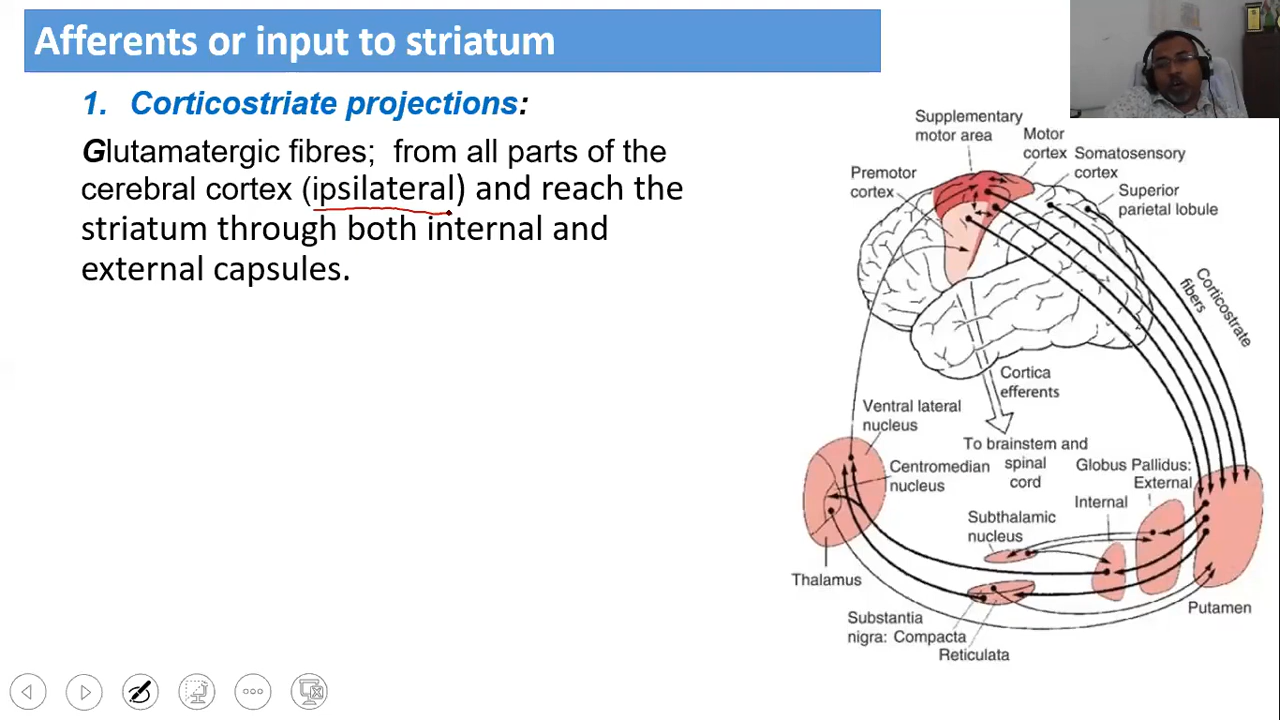 Afferents or input to striatum
1. Corticostriate projections:
Glutamatergic fibres; from all parts of the
cerebral cortex (ipsilateral) and reach the
striatum through both internal and
external capsules.
Supplementary
motor area
Motor
cortex
Somatosensory
cortex
Premotor
cortex
Superior
parietal lobule
Corticostrate
fibers
Cortica
efferents
Ventral lateral
nucleus
To brainstem and
spinal
cord
Globus Pallidus:
External
Centromedian
nucleus
Internal
Subthalamic
nucleus
Thalamus
Putamen
Substantia
nigra: Compacta
Reticulata